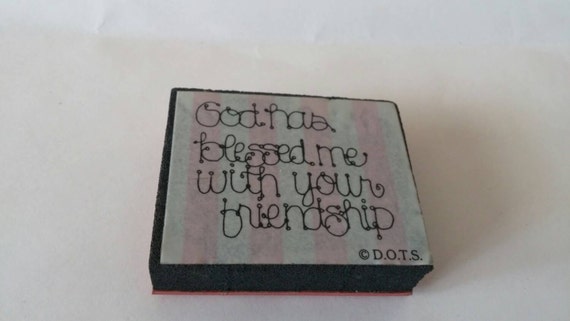 God has
blessed me
with your
friendship
© D.O.T.S.